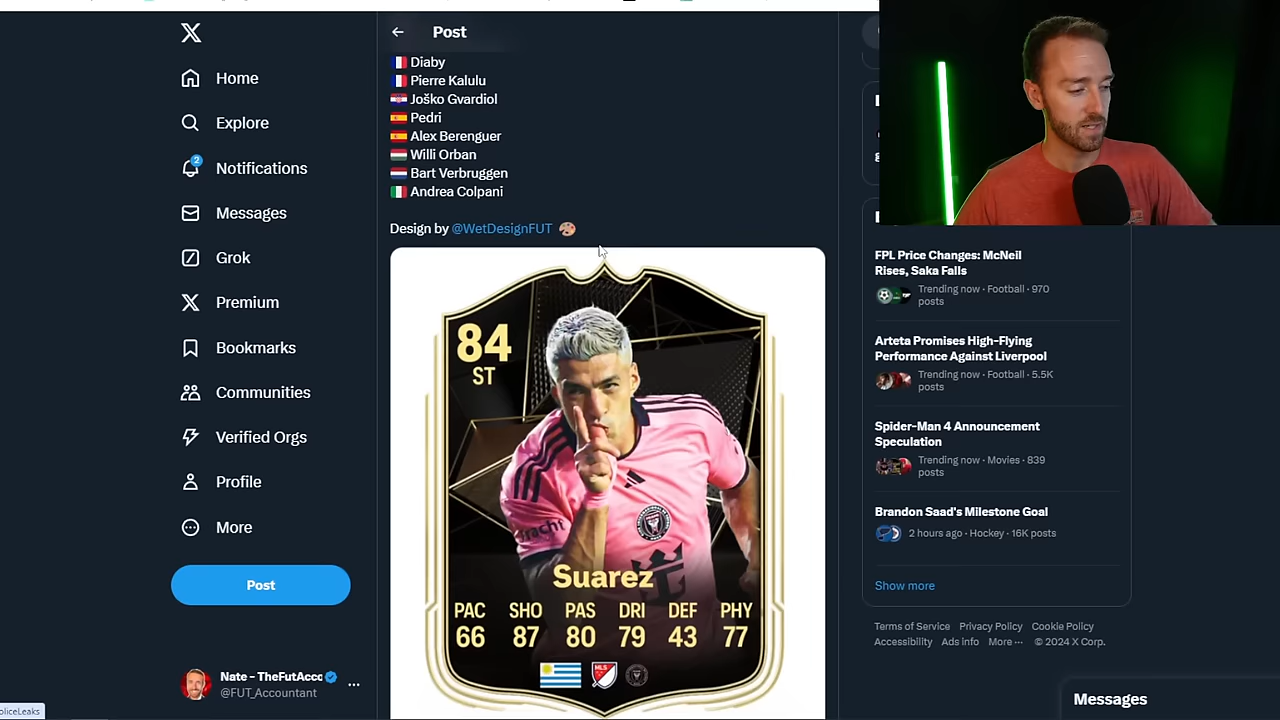 Post
Home
Explore
2
Notifications
Messages
Grok
Premium
Bookmarks
Communities
Verified Orgs
Profile
More
Post
Nate - TheFutAccc
@FUT_Accountant
oliceLeaks
Diaby
Pierre Kalulu
Joško Gvardiol
Pedri
Alex Berenguer
Willi Orban
Bart Verbruggen
Andrea Colpani
Design by @WetDesignFUT
84
ST
Suarez
PAC SHO PAS DRI DEF PHY
66 87 80 79 43 77
MLS
FPL Price Changes: McNeil
Rises, Saka Falls
Trending now · Football · 970
posts
Arteta Promises High-Flying
Performance Against Liverpool
Trending now · Football · 5.5K
posts
Spider-Man 4 Announcement
Speculation
Trending now · Movies · 839
posts
Brandon Saad's Milestone Goal
2 hours ago · Hockey · 16K posts
Show more
Terms of Service Privacy Policy Cookie Policy
Accessibility Ads info More ··· © 2024 X Corp.
Messages